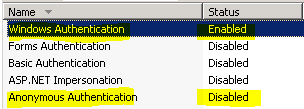 Name Status
Windows Authentication Enabled
Forms Authentication Disabled
Basic Authentication Disabled
ASP.NET Impersonation Disabled
Anonymous Authentication Disabled